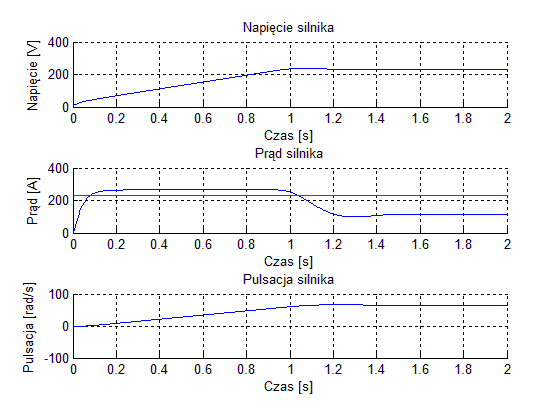 Napięcie silnika
Napięcie [V]
400
200
0
0 0.2 0.4 0.6 0.8 1 1.2 1.4 1.6 1.8 2
Czas [s]
Prąd silnika
Prąd [A]
400
200
0
0 0.2 0.4 0.6 0.8 1 1.2 1.4 1.6 1.8 2
Czas [s]
Pulsacja silnika
Pulsacja [rad/s]
100
0
-100
0 0.2 0.4 0.6 0.8 1 1.2 1.4 1.6 1.8 2
Czas [s]